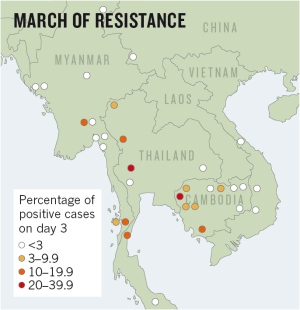 MARCH OF RESISTANCE
CHINA
MYANMAR
VIETNAM
LAOS
THAILAND
CAMBODIA
Percentage of
positive cases
on day 3
<3
3–9.9
10–19.9
20–39.9